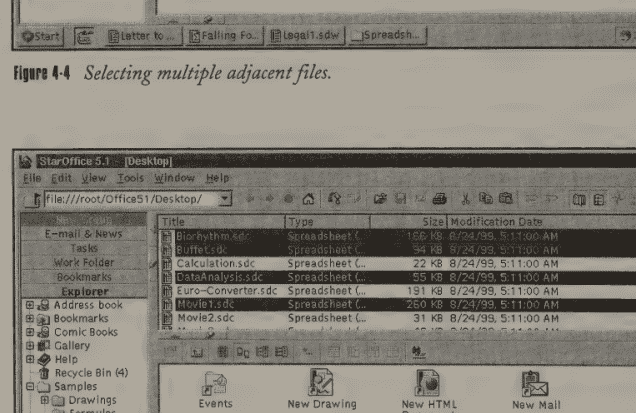 Start Letter to ... Falling Fo.. Legal1.sdw Spreadsh...
Figure 4-4 Selecting multiple adjacent files.
StarOffice 5.1 - [Desktop]
File Edit View Tools Window Help
file:///root/Office51/Desktop/
Title Type Size Modification Date
Biorhythm.sdc Spreadsheet (... 166 KB 8/24/99, 5:11:00 AM
E-mail & News
Buffet.sdc Spreadsheet (... 94 KB 8/24/99, 5:11:00 AM
Tasks
Calculation.sdc Spreadsheet (... 22 KB 8/24/99, 5:11:00 AM
Work Folder
DataAnalysis.sdc Spreadsheet (... 55 KB 8/24/99, 5:11:00 AM
Bookmarks
Euro-Converter.sdc Spreadsheet (... 191 KB 8/24/99, 5:11:00 AM
Explorer
Movie1.sdc Spreadsheet (... 260 KB 8/24/99, 5:11:00 AM
Address book
Movie2.sdc Spreadsheet (... 31 KB 8/24/99, 5:11:00 AM
Bookmarks
Comic Books
Gallery
Help
Recycle Bin (4)
Samples
Drawings
Events New Drawing New HTML New Mail